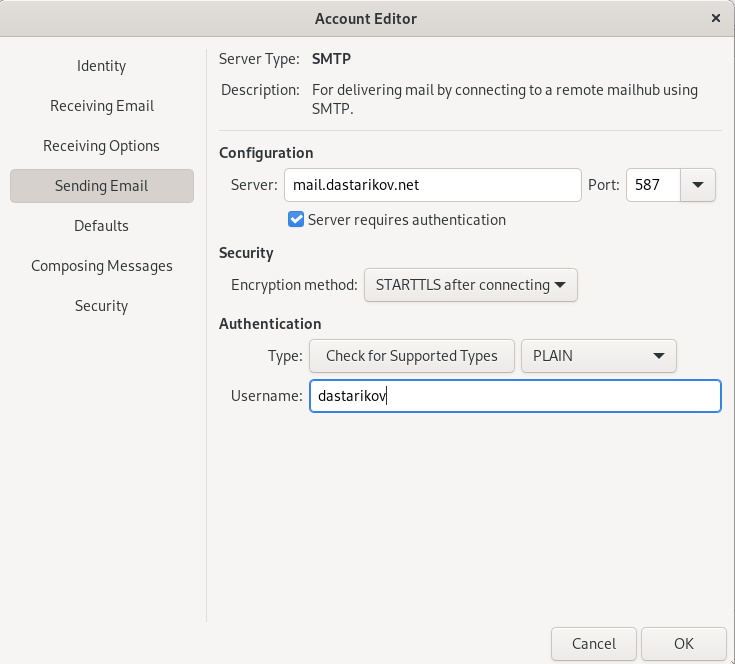 Account Editor
Identity
Receiving Email
Receiving Options
Sending Email
Defaults
Composing Messages
Security
Server Type: SMTP
Description: For delivering mail by connecting to a remote mailhub using
SMTP.
Configuration
Server: mail.dastarikov.net Port: 587
Server requires authentication
Security
Encryption method: STARTTLS after connecting
Authentication
Type: Check for Supported Types PLAIN
Username: dastarikov
Cancel OK